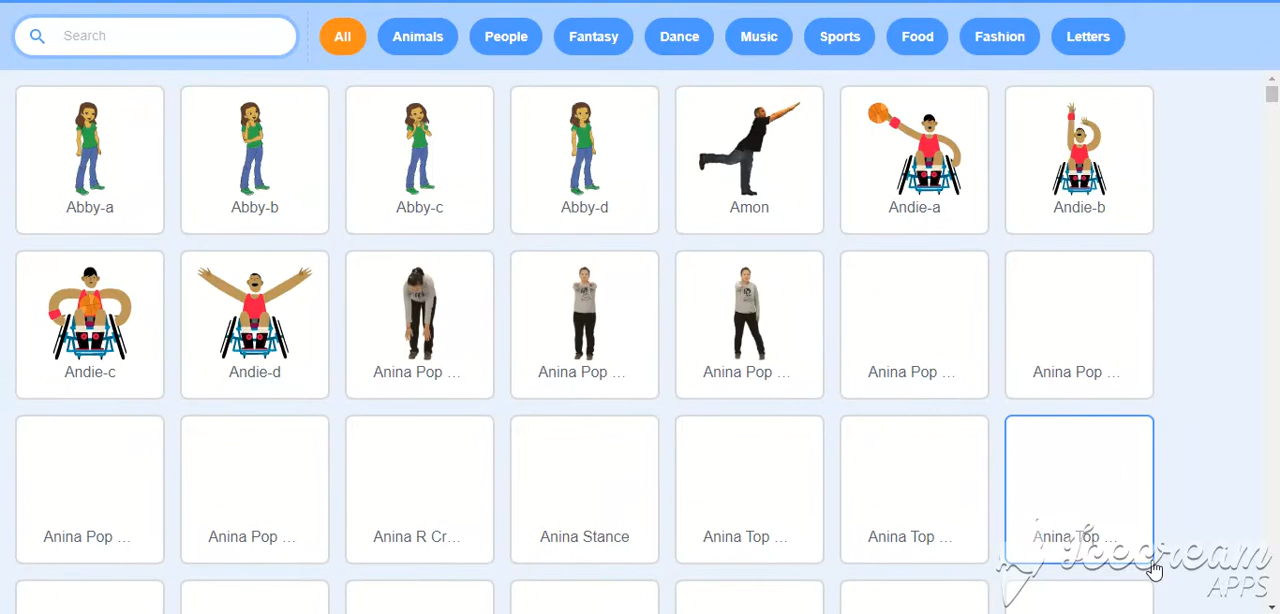 Search
All
Animals
People
Fantasy
Dance
Music
Sports
Food
Fashion
Letters
Abby-a
Abby-b
Abby-c
Abby-d
Amon
Andie-a
Andie-b
Andie-c
Andie-d
Anina Pop ...
Anina Pop ...
Anina Pop ...
Anina Pop ...
Anina Pop ...
Anina Pop ...
Anina Pop ...
Anina R Cr...
Anina Stance
Anina Top ...
Anina Top ...
Anina Top ...
Icecream
APPS